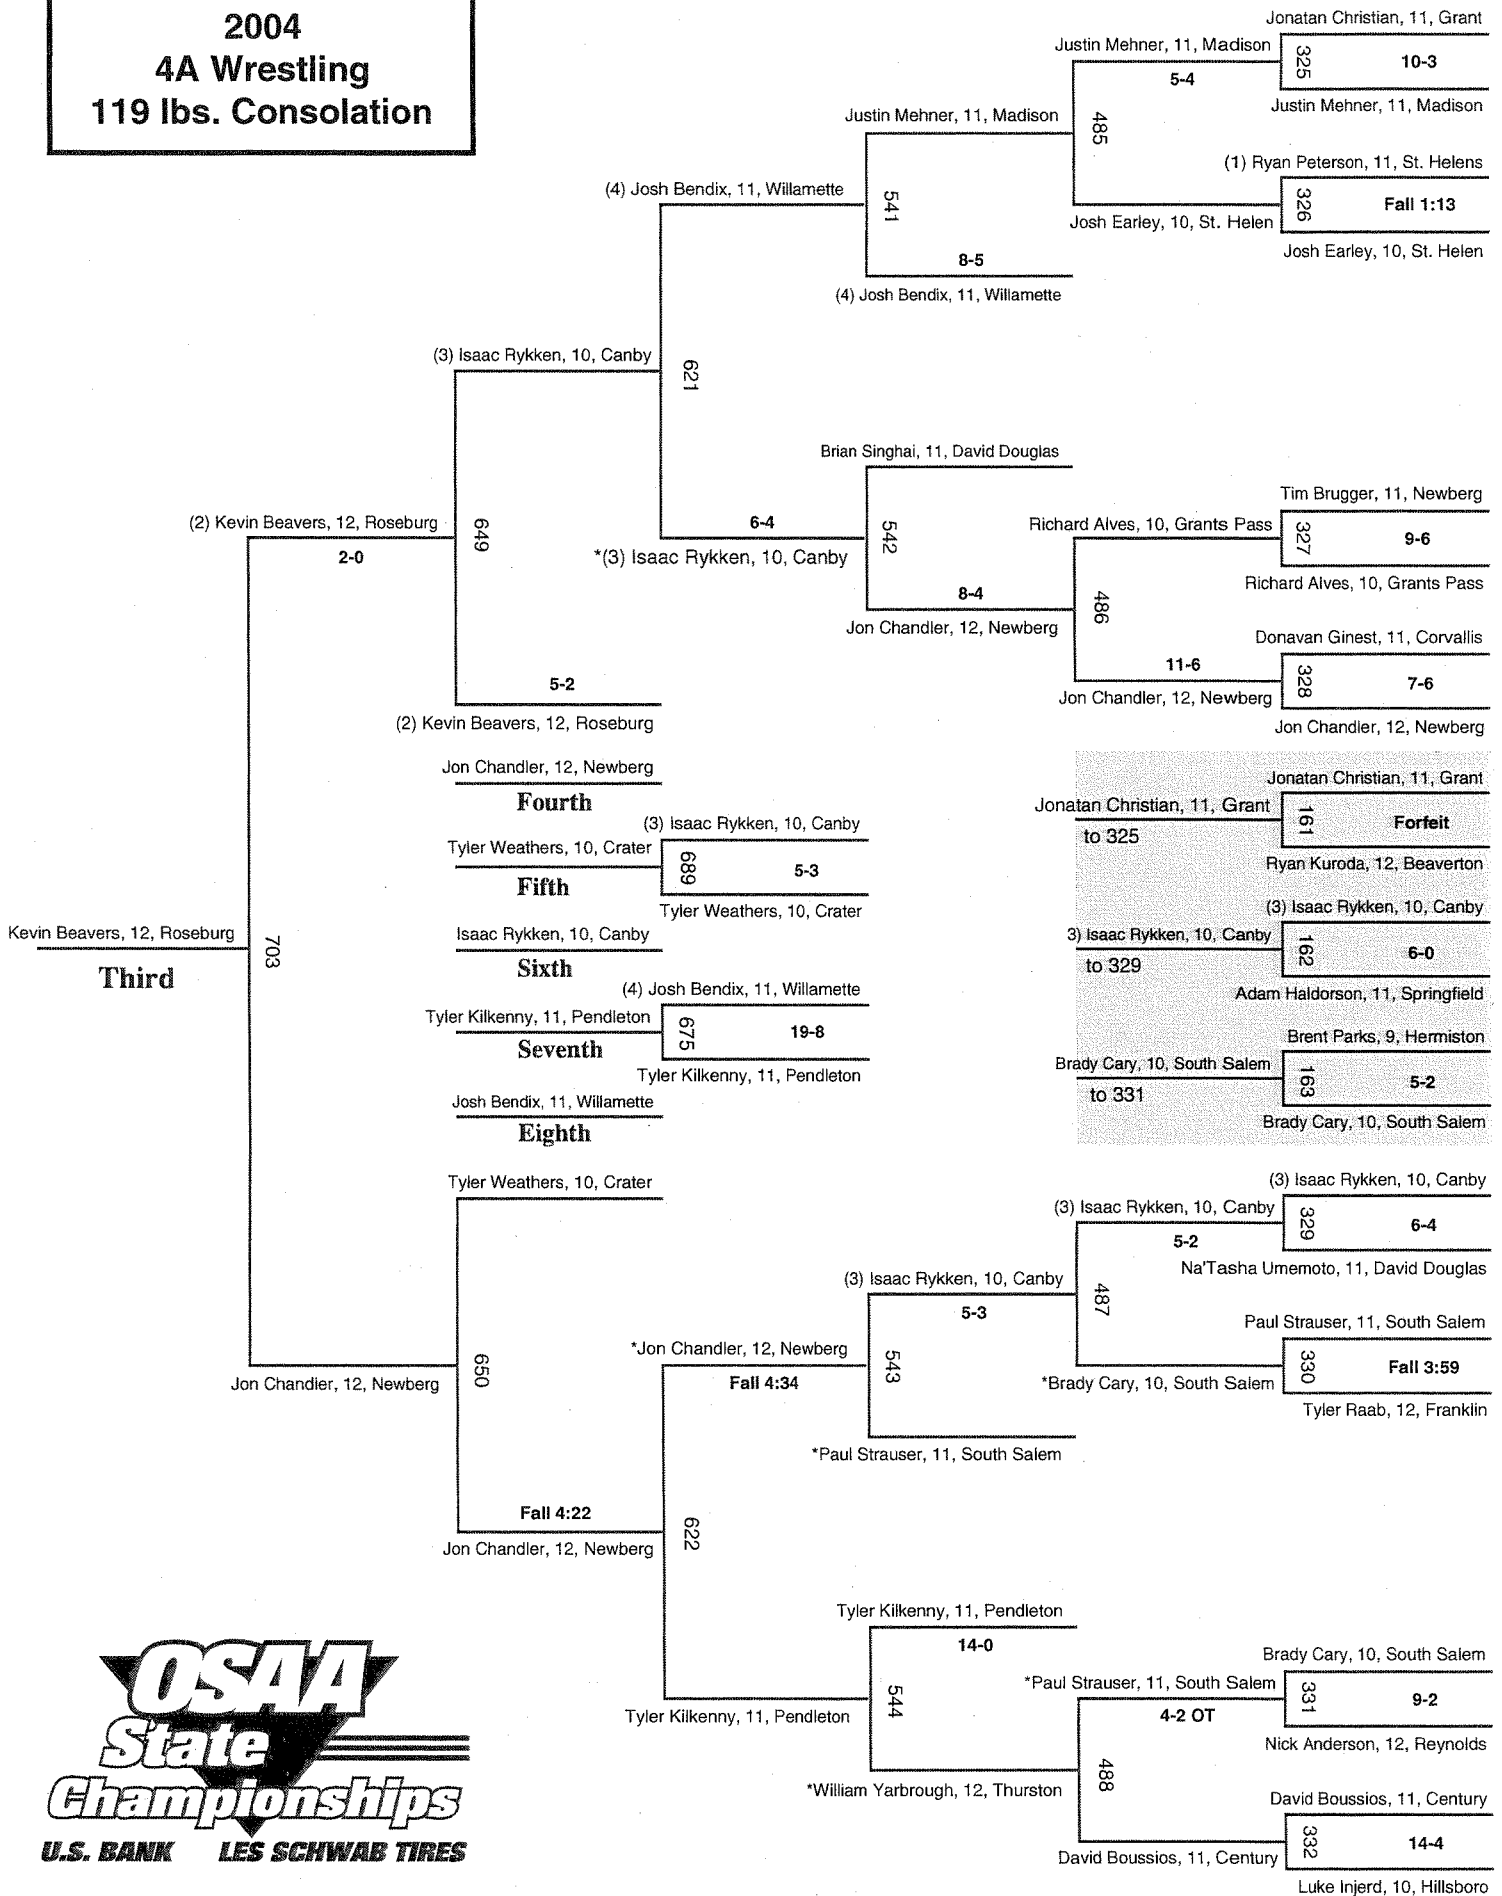 2004
4A Wrestling
119 lbs. Consolation
Jonatan Christian, 11, Grant
Justin Mehner, 11, Madison
325
10-3
5-4
Justin Mehner, 11, Madison
Justin Mehner, 11, Madison
485
(1) Ryan Peterson, 11, St. Helens
(4) Josh Bendix, 11, Willamette
541
326
Fall 1:13
Josh Earley, 10, St. Helen
Josh Earley, 10, St. Helen
8-5
(4) Josh Bendix, 11, Willamette
(3) Isaac Rykken, 10, Canby
621
Brian Singhai, 11, David Douglas
Tim Brugger, 11, Newberg
(2) Kevin Beavers, 12, Roseburg
649
6-4
542
Richard Alves, 10, Grants Pass
327
9-6
2-0
*(3) Isaac Rykken, 10, Canby
Richard Alves, 10, Grants Pass
8-4
486
Jon Chandler, 12, Newberg
Donavan Ginest, 11, Corvallis
11-6
5-2
328
7-6
Jon Chandler, 12, Newberg
(2) Kevin Beavers, 12, Roseburg
Jon Chandler, 12, Newberg
Jon Chandler, 12, Newberg
Fourth
Jonatan Christian, 11, Grant
Jonatan Christian, 11, Grant
161
Forfeit
to 325
(3) Isaac Rykken, 10, Canby
Tyler Weathers, 10, Crater
689
5-3
Ryan Kuroda, 12, Beaverton
Fifth
Tyler Weathers, 10, Crater
(3) Isaac Rykken, 10, Canby
Kevin Beavers, 12, Roseburg
703
Isaac Rykken, 10, Canby
3) Isaac Rykken, 10, Canby
162
6-0
to 329
Third
Sixth
(4) Josh Bendix, 11, Willamette
Adam Haldorson, 11, Springfield
Tyler Kilkenny, 11, Pendleton
675
19-8
Brent Parks, 9, Hermiston
Seventh
Brady Cary, 10, South Salem
163
5-2
Tyler Kilkenny, 11, Pendleton
to 331
Josh Bendix, 11, Willamette
Brady Cary, 10, South Salem
Eighth
Tyler Weathers, 10, Crater
(3) Isaac Rykken, 10, Canby
(3) Isaac Rykken, 10, Canby
329
6-4
5-2
Na'Tasha Umemoto, 11, David Douglas
(3) Isaac Rykken, 10, Canby
487
5-3
Paul Strauser, 11, South Salem
*Jon Chandler, 12, Newberg
543
330
Fall 3:59
650
Fall 4:34
Jon Chandler, 12, Newberg
*Brady Cary, 10, South Salem
Tyler Raab, 12, Franklin
*Paul Strauser, 11, South Salem
Fall 4:22
622
Jon Chandler, 12, Newberg
Tyler Kilkenny, 11, Pendleton
14-0
Brady Cary, 10, South Salem
*Paul Strauser, 11, South Salem
331
9-2
544
4-2 OT
Tyler Kilkenny, 11, Pendleton
Nick Anderson, 12, Reynolds
488
*William Yarbrough, 12, Thurston
David Boussios, 11, Century
332
14-4
David Boussios, 11, Century
Luke Injerd, 10, Hillsboro
OSAA
State
Championships
U.S. BANK LES SCHWAB TIRES